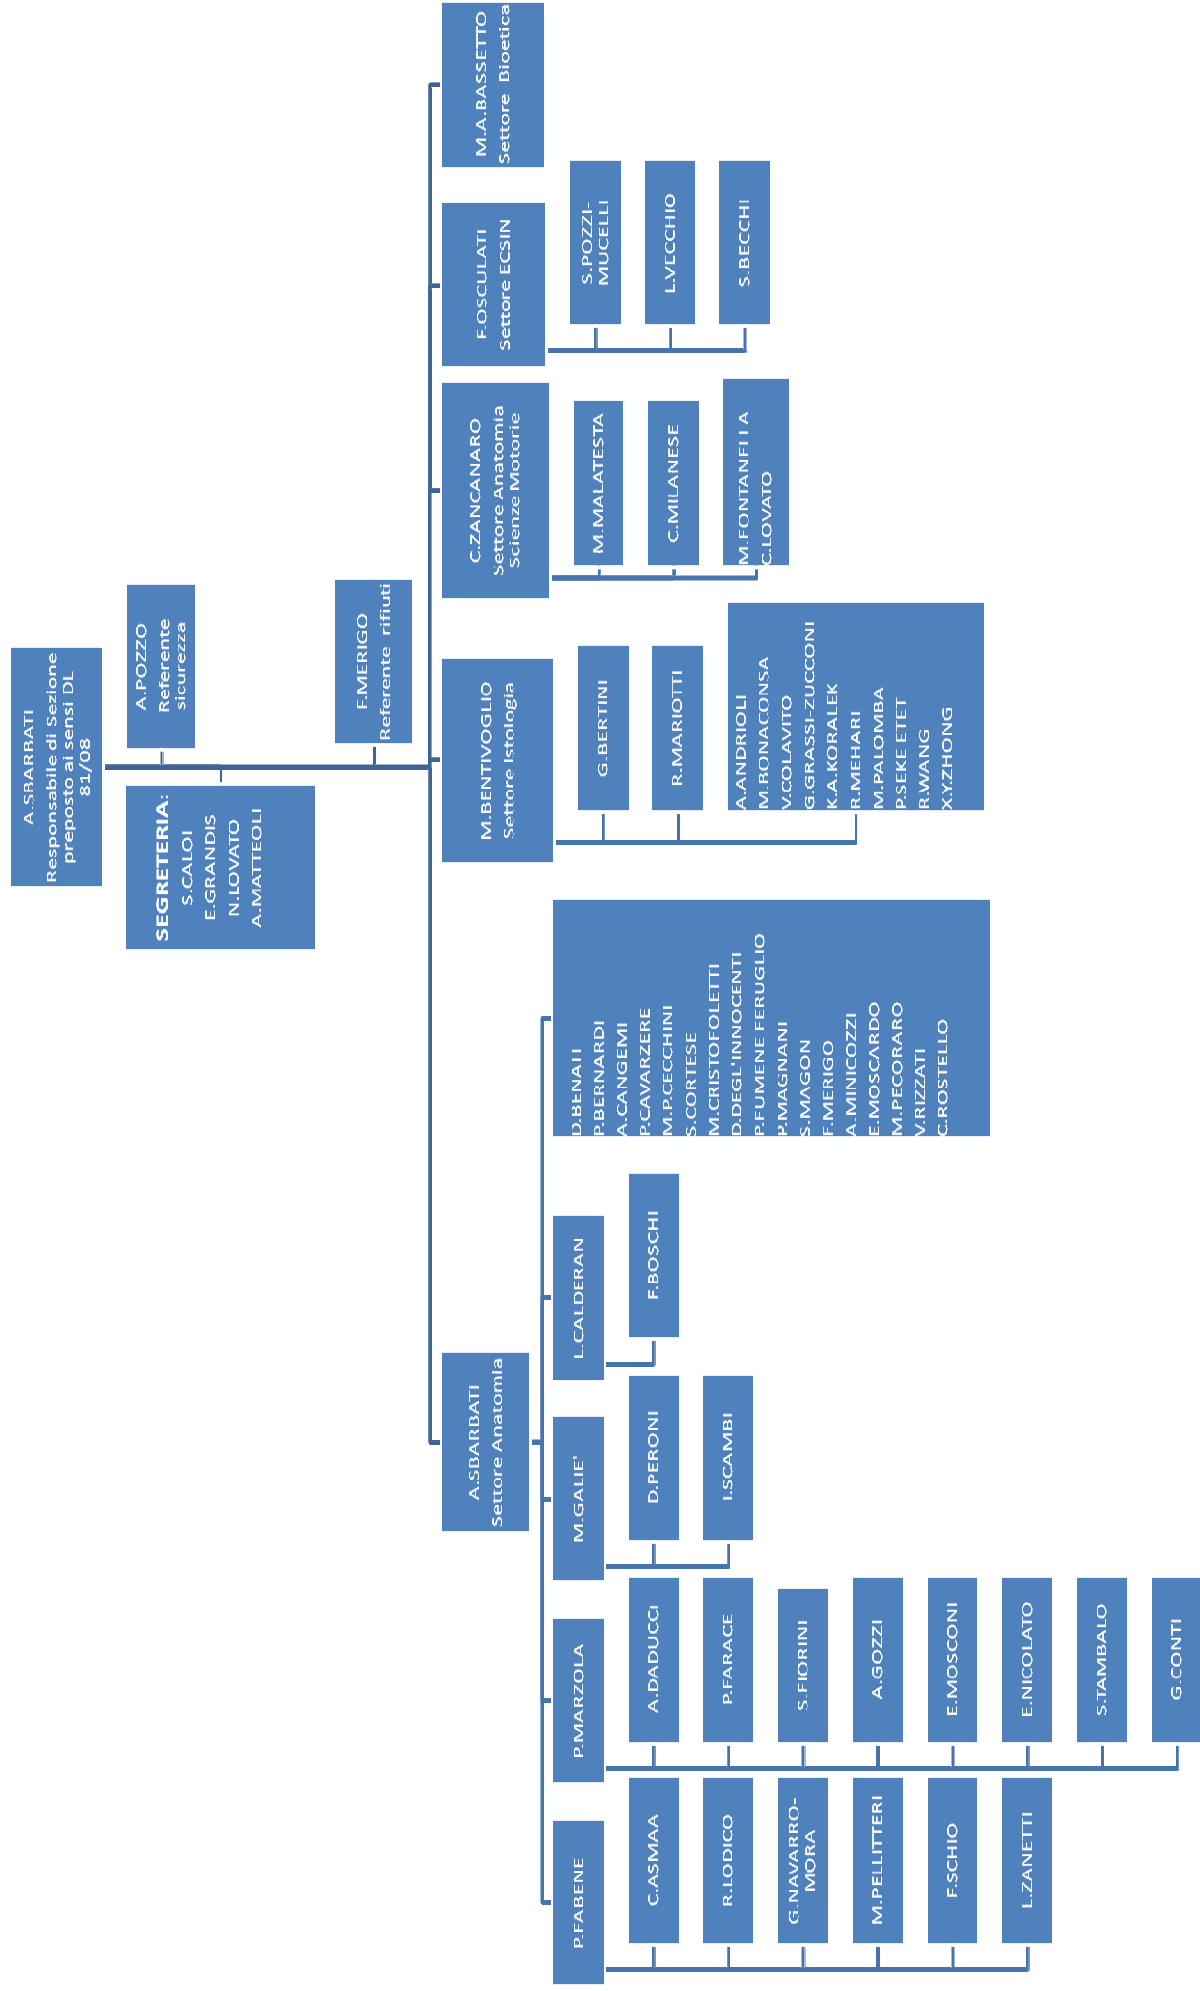 A.SBARBATI
Responsabile di Sezione
preposto ai sensi DL
81/08
SEGRETERIA:
S.CALOI
E.GRANDIS
N.LOVATO
A.MATTEOLI
A.POZZO
Referente
sicurezza
F.MERIGO
Referente rifiuti
A.SBARBATI
Settore Anatomia
P.FABENE
C.ASMAA
R.LODICO
G.NAVARRO-
MORA
M.PELLITTERI
F.SCHIO
L.ZANETTI
P.MARZOLA
A.DADUCCI
P.FARACE
S.FIORINI
A.GOZZI
E.MOSCONI
E.NICOLATO
S.TAMBALO
G.CONTI
M.GALIE'
D.PERONI
I.SCAMBI
L.CALDERAN
F.BOSCHI
D.BENATI
P.BERNARDI
A.CANGEMI
P.CAVARZERE
M.P.CECCHINI
S.CORTESE
M.CRISTOFOLETTI
D.DEGL'INNOCENTI
P.FUMENE FERUGLIO
P.MAGNANI
S.MAGON
F.MERIGO
A.MINICOZZI
E.MOSCARDO
M.PECORARO
V.RIZZATI
C.ROSTELLO
M.BENTIVOGLIO
Settore Istologia
G.BERTINI
R.MARIOTTI
A.ANDRIOLI
M.BONACONSA
V.COLAVITO
G.GRASSI-ZUCCONI
K.A.KORALEK
R.MEHARI
M.PALOMBA
P.SEKE ETET
R.WANG
X.Y.ZHONG
C.ZANCANARO
Settore Anatomia
Scienze Motorie
M.MALATESTA
C.MILANESE
M.FONTANELLA
C.LOVATO
F.OSCULATI
Settore ECSIN
S.POZZI-
MUCELLI
L.VECCHIO
S.BECCHI
M.A.BASSETTO
Settore Bioetica